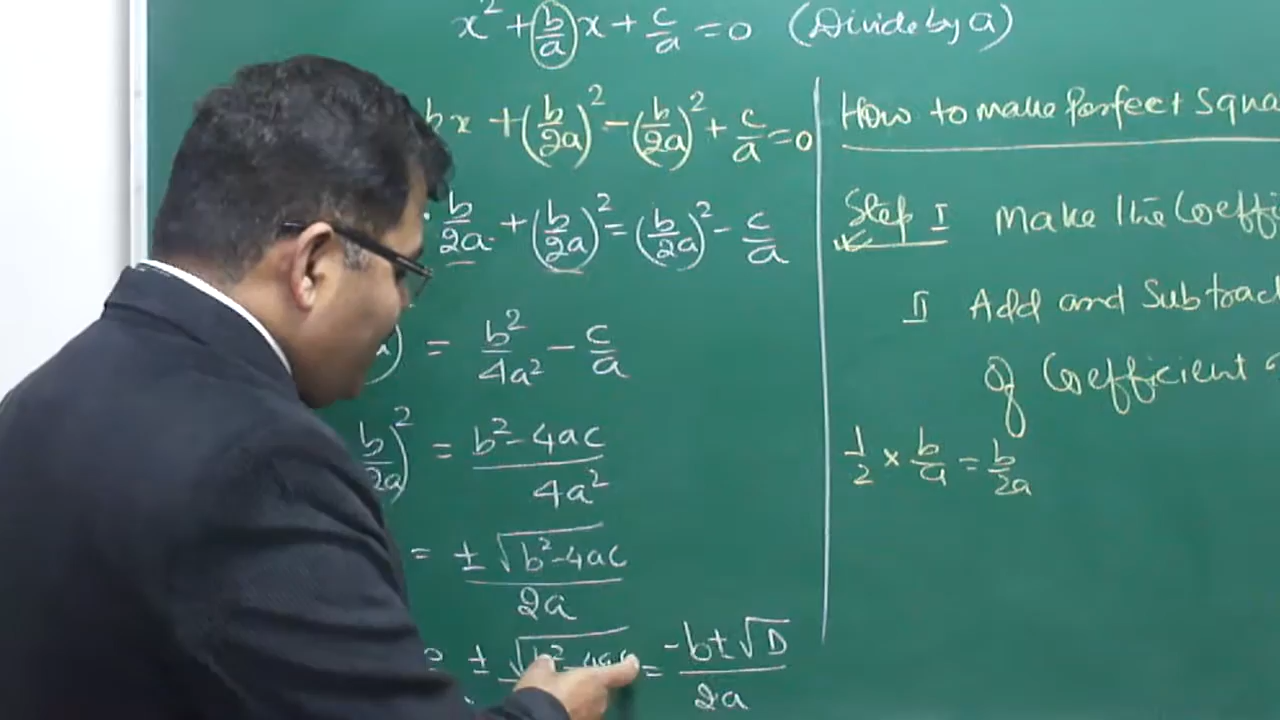 x² + b/a x + c/a = 0 (Divide by a)
bx + (b/2a)² - (b/2a)² + c/a = 0
. b/2a + (b/2a)² = (b/2a)² - c/a
) = b²/4a² - c/a
b/2a)² = b²-4ac/4a²
= ± √b²-4ac/2a
± √b²-4ac = -b±√D/2a
How to make Perfect Squa
Step I Make the Coeffi
II Add and Subtrac
of Coefficient
1/2 × b/a = b/2a